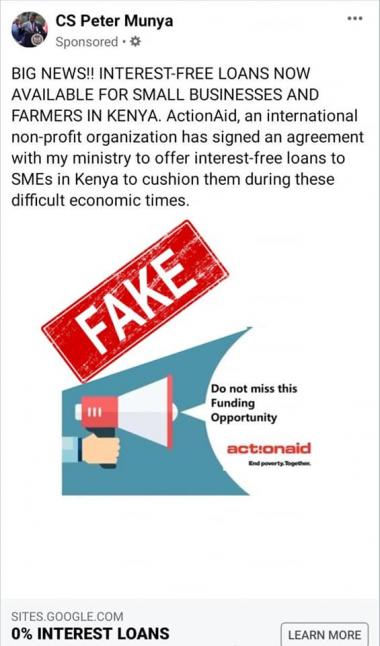 CS Peter Munya
Sponsored ·
BIG NEWS!! INTEREST-FREE LOANS NOW
AVAILABLE FOR SMALL BUSINESSES AND
FARMERS IN KENYA. ActionAid, an international
non-profit organization has signed an agreement
with my ministry to offer interest-free loans to
SMEs in Kenya to cushion them during these
difficult economic times.
FAKE
Do not miss this
Funding
Opportunity
act!onaid
End poverty. Together.
SITES.GOOGLE.COM
0% INTEREST LOANS
LEARN MORE